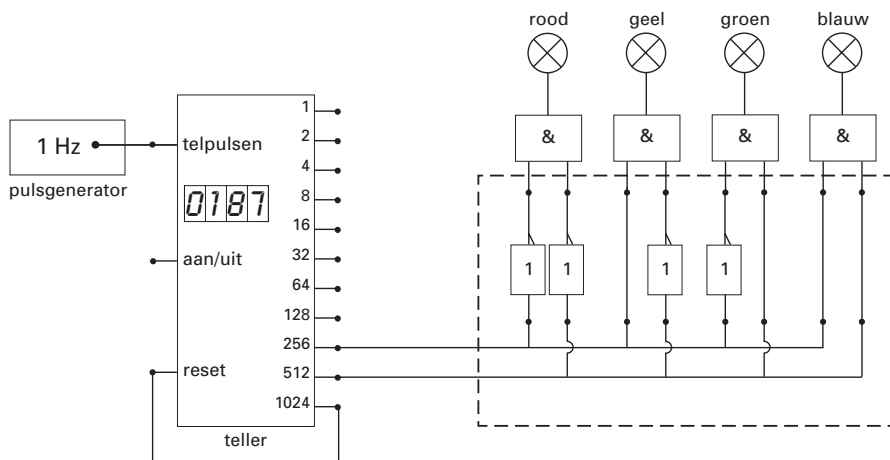 rood geel groen blauw
& & & &
1 Hz
pulsgenerator
telpulsen
0187
aan/uit
reset
1
2
4
8
16
32
64
128
256
512
1024
teller
1 1 1 1